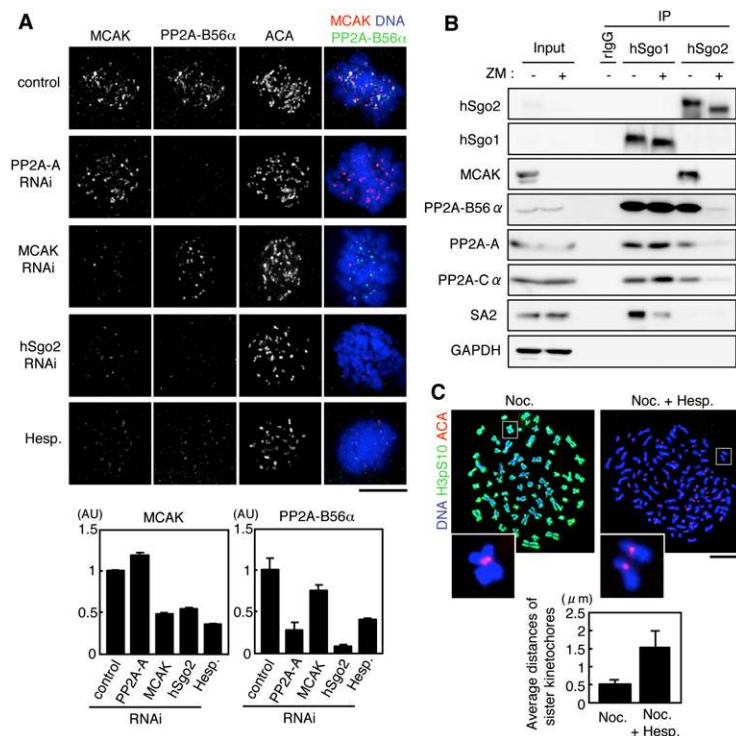 A
MCAK PP2A-B56α ACA MCAK DNA
PP2A-B56α
control
PP2A-A
RNAi
MCAK
RNAi
hSgo2
RNAi
Hesp.
(AU) MCAK
1.5
1
0.5
0
control PP2A-A MCAK hSgo2 Hesp.
RNAi
(AU) PP2A-B56α
1.5
1
0.5
0
control PP2A-A MCAK hSgo2 Hesp.
RNAi
B
IP
Input rIgG hSgo1 hSgo2
ZM : - + - - + - +
hSgo2
hSgo1
MCAK
PP2A-B56 α
PP2A-A
PP2A-C α
SA2
GAPDH
C
Noc. Noc. + Hesp.
DNA H3pS10 ACA
(μm)
Average distances of
sister kinetochores
2.5
2
1.5
1
0.5
Noc. Noc.
+ Hesp.